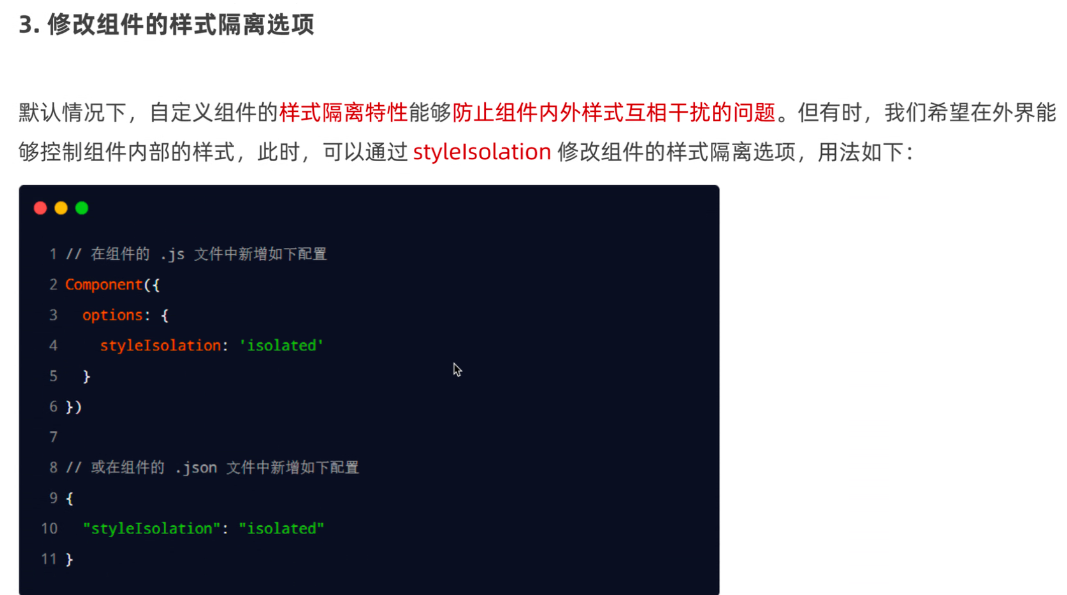 3. 修改组件的样式隔离选项
默认情况下，自定义组件的样式隔离特性能够防止组件内外样式互相干扰的问题。但有时，我们希望在外界能
够控制组件内部的样式，此时，可以通过 styleIsolation 修改组件的样式隔离选项，用法如下：
1 // 在组件的 .js 文件中新增如下配置
2 Component({
3   options: {
4     styleIsolation: 'isolated'
5   }
6 })
7
8 // 或在组件的 .json 文件中新增如下配置
9 {
10   "styleIsolation": "isolated"
11 }